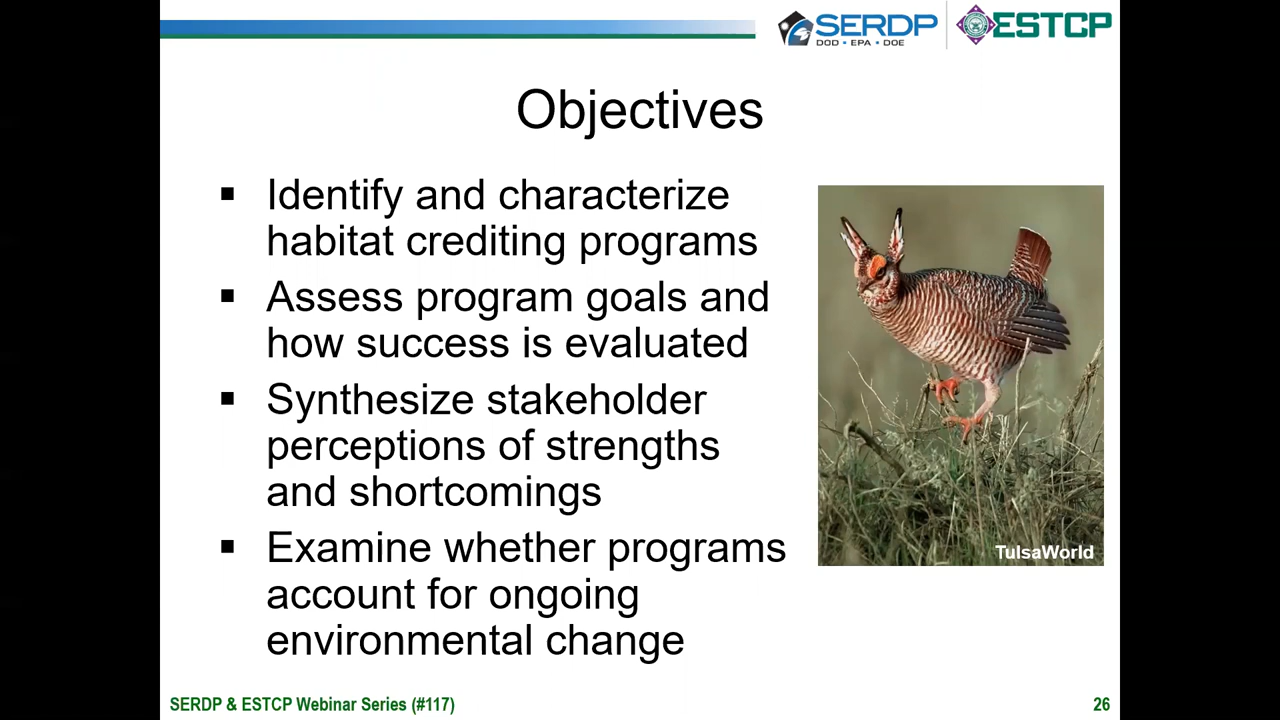 SERDP
DOD • EPA • DOE
ESTCP
Objectives
▪ Identify and characterize
habitat crediting programs
▪ Assess program goals and
how success is evaluated
▪ Synthesize stakeholder
perceptions of strengths
and shortcomings
▪ Examine whether programs
account for ongoing
environmental change
TulsaWorld
SERDP & ESTCP Webinar Series (#117)
26